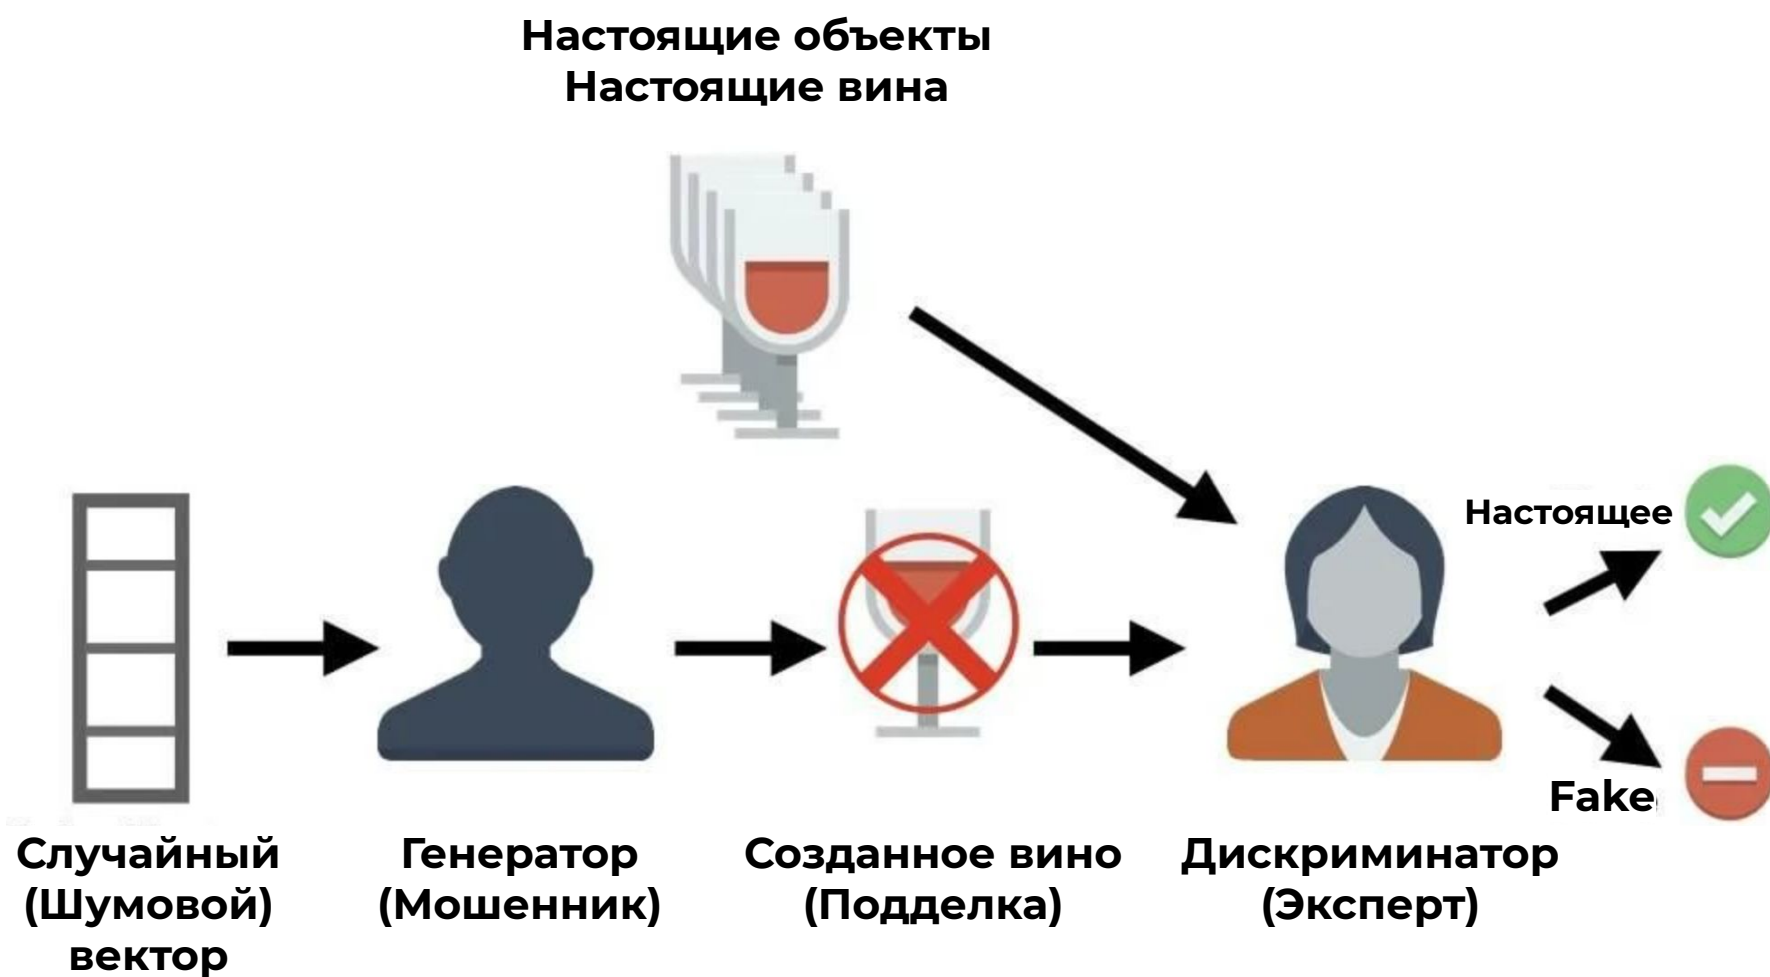 Настоящие объекты
Настоящие вина
Настоящее
Fake
Случайный
(Шумовой)
вектор
Генератор
(Мошенник)
Созданное вино
(Подделка)
Дискриминатор
(Эксперт)